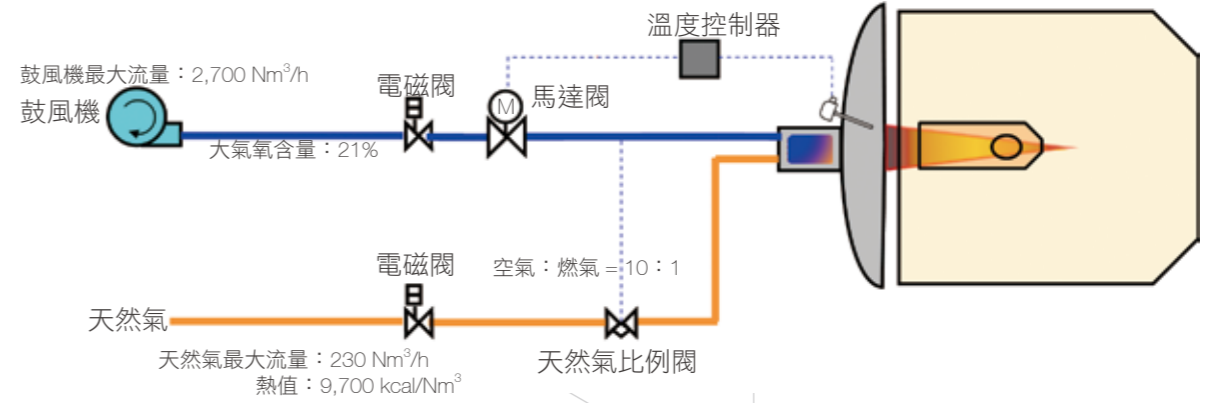 溫度控制器
鼓風機最大流量：2,700 Nm³/h
鼓風機
電磁閥
M
馬達閥
大氣氧含量：21%
電磁閥
空氣：燃氣 = 10：1
天然氣
天然氣最大流量：230 Nm³/h
熱值：9,700 kcal/Nm³
天然氣比例閥